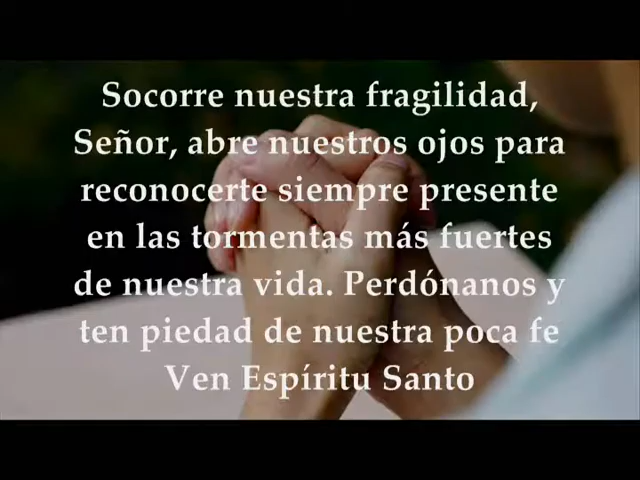 Socorre nuestra fragilidad,
Señor, abre nuestros ojos para
reconocerte siempre presente
en las tormentas más fuertes
de nuestra vida. Perdónanos y
ten piedad de nuestra poca fe
Ven Espíritu Santo